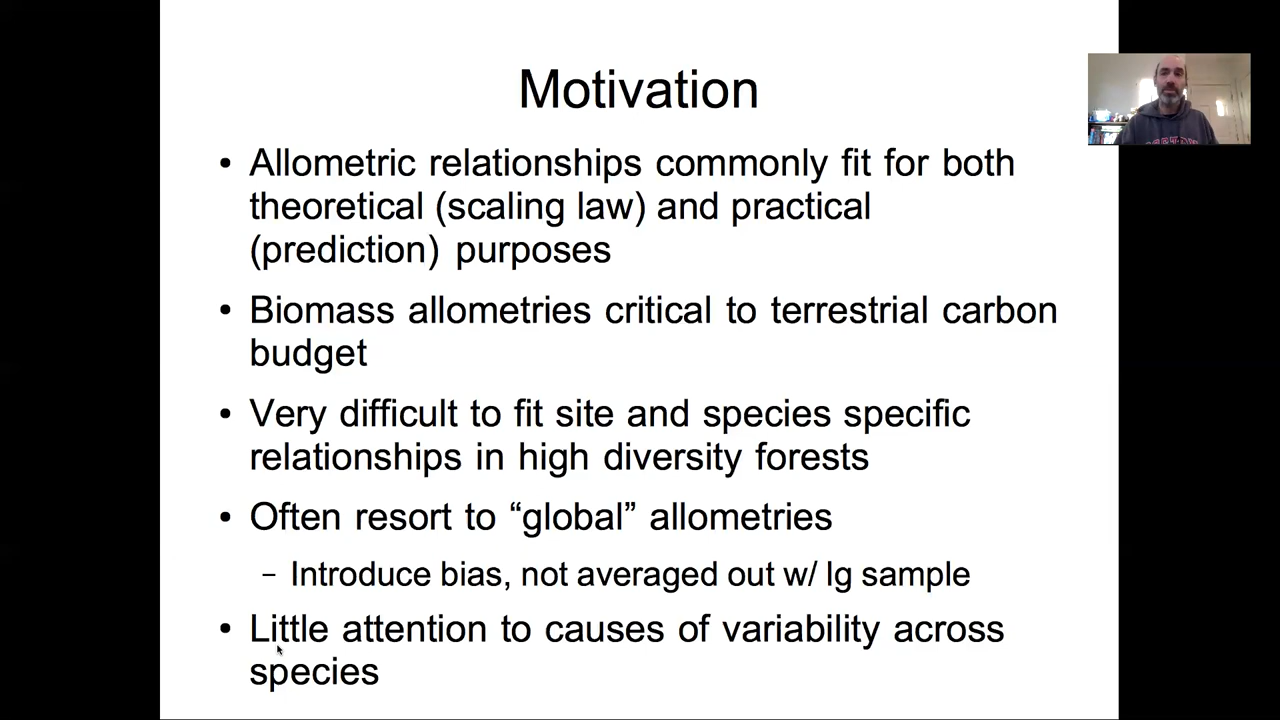 Motivation
• Allometric relationships commonly fit for both
theoretical (scaling law) and practical
(prediction) purposes
• Biomass allometries critical to terrestrial carbon
budget
• Very difficult to fit site and species specific
relationships in high diversity forests
• Often resort to “global” allometries
– Introduce bias, not averaged out w/ lg sample
• Little attention to causes of variability across
species